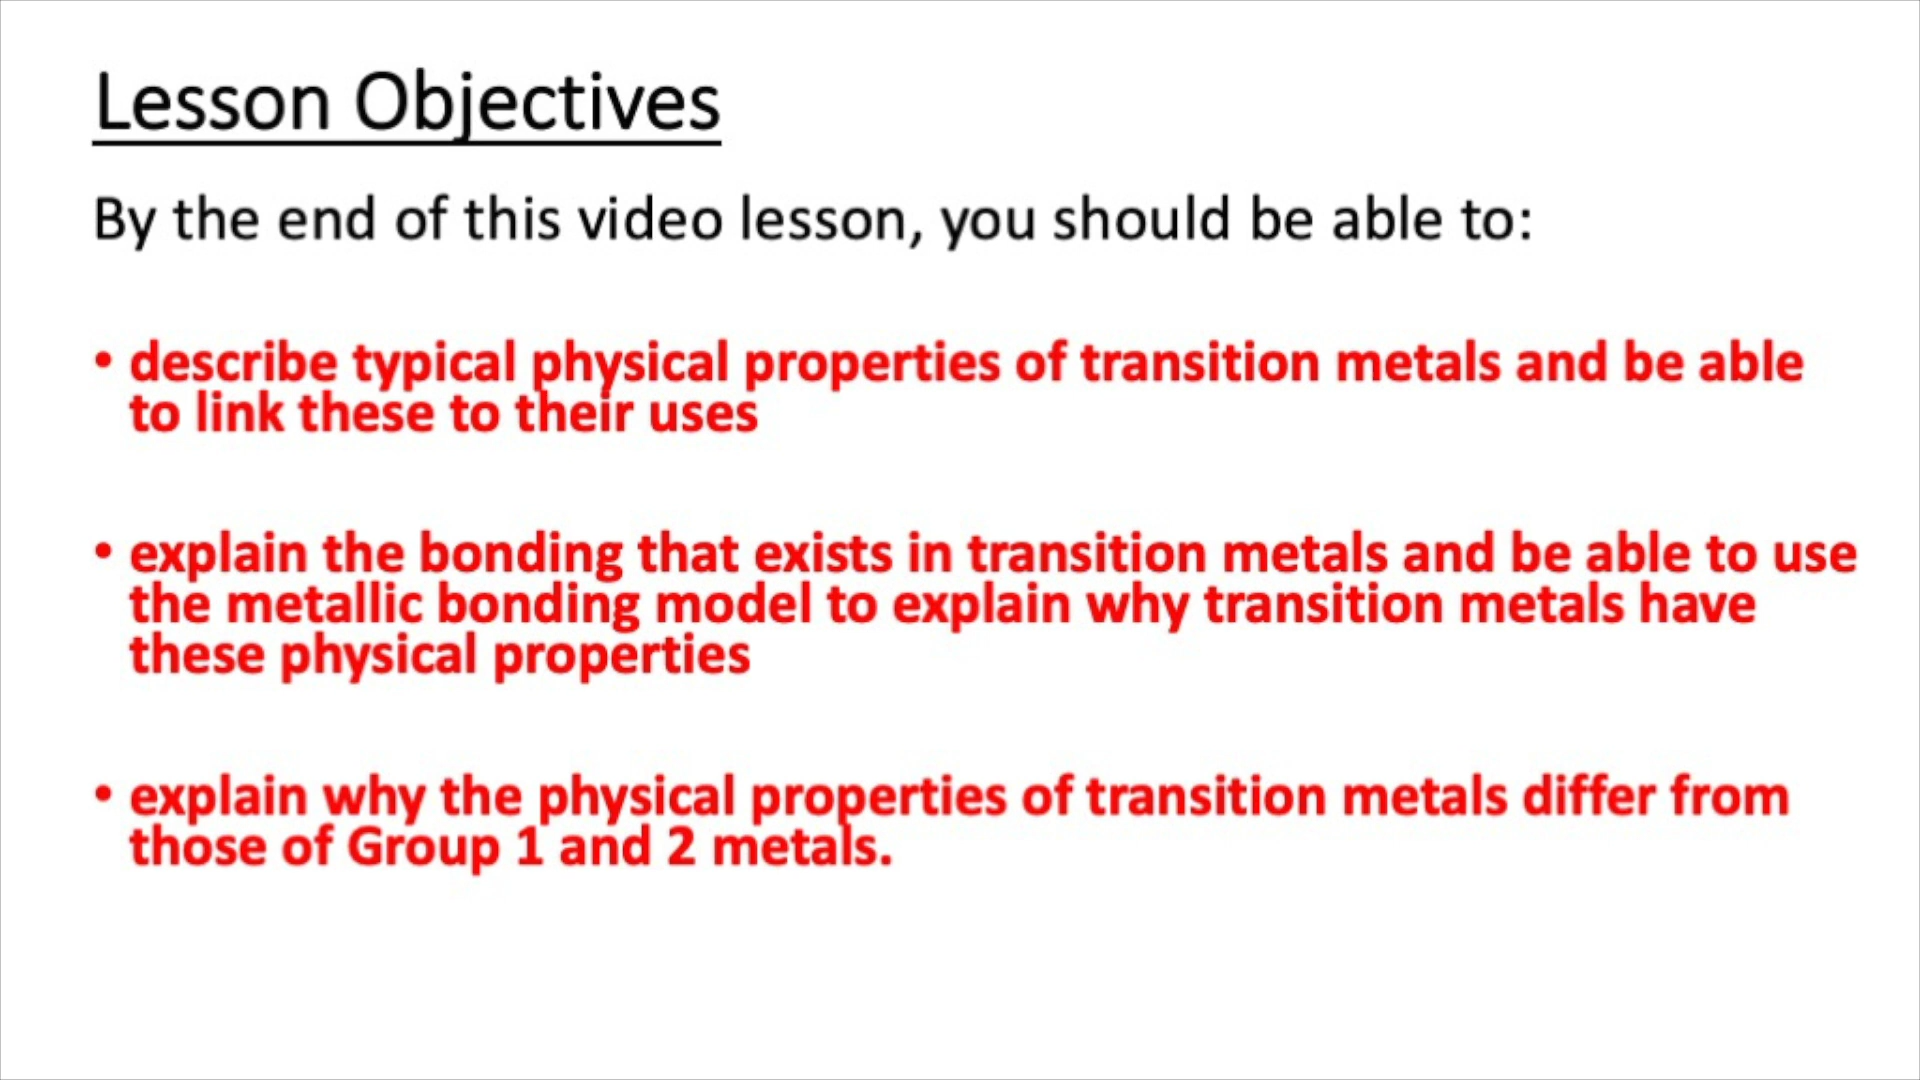 Lesson Objectives
By the end of this video lesson, you should be able to:
• describe typical physical properties of transition metals and be able
to link these to their uses
• explain the bonding that exists in transition metals and be able to use
the metallic bonding model to explain why transition metals have
these physical properties
• explain why the physical properties of transition metals differ from
those of Group 1 and 2 metals.